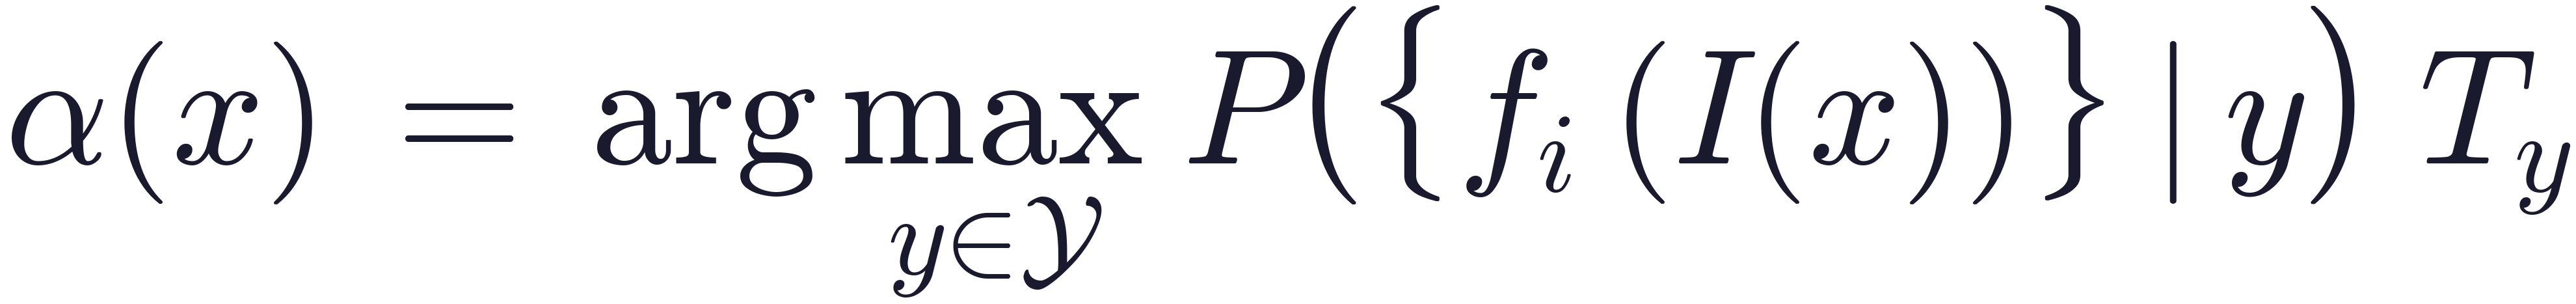 α(x) = arg max_{y∈𝒴} P({f_i (I(x))} | y) T_y